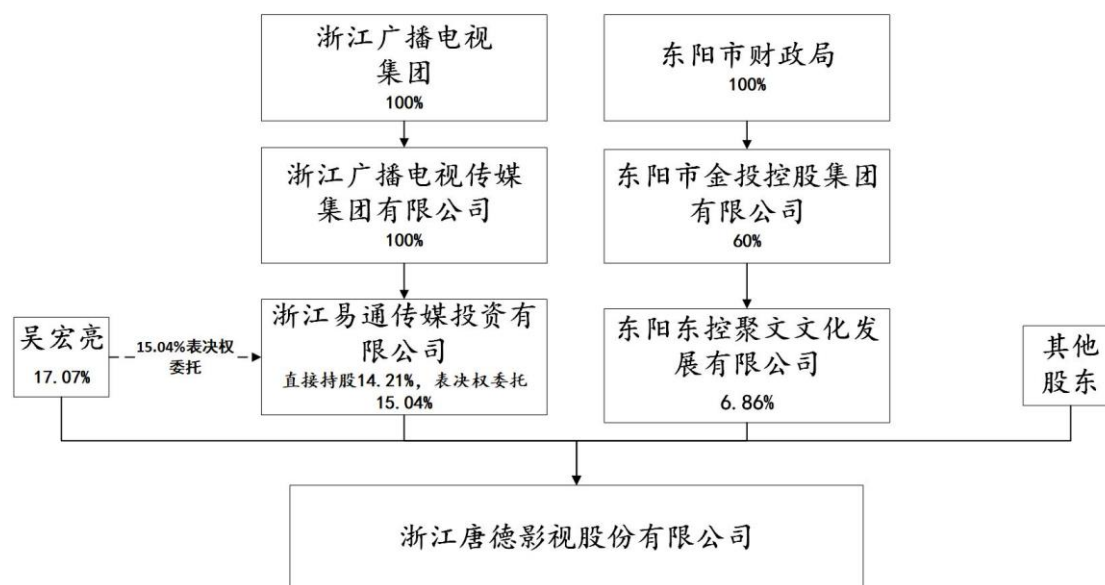 浙江广播电视
集团
100%
东阳市财政局
100%
浙江广播电视传媒
集团有限公司
100%
东阳市金投控股集团
有限公司
60%
吴宏亮
17.07%
15.04%表决权
委托
浙江易通传媒投资有
限公司
直接持股14.21%，表决权委托
15.04%
东阳东控聚文文化发
展有限公司
6.86%
其他
股东
浙江唐德影视股份有限公司